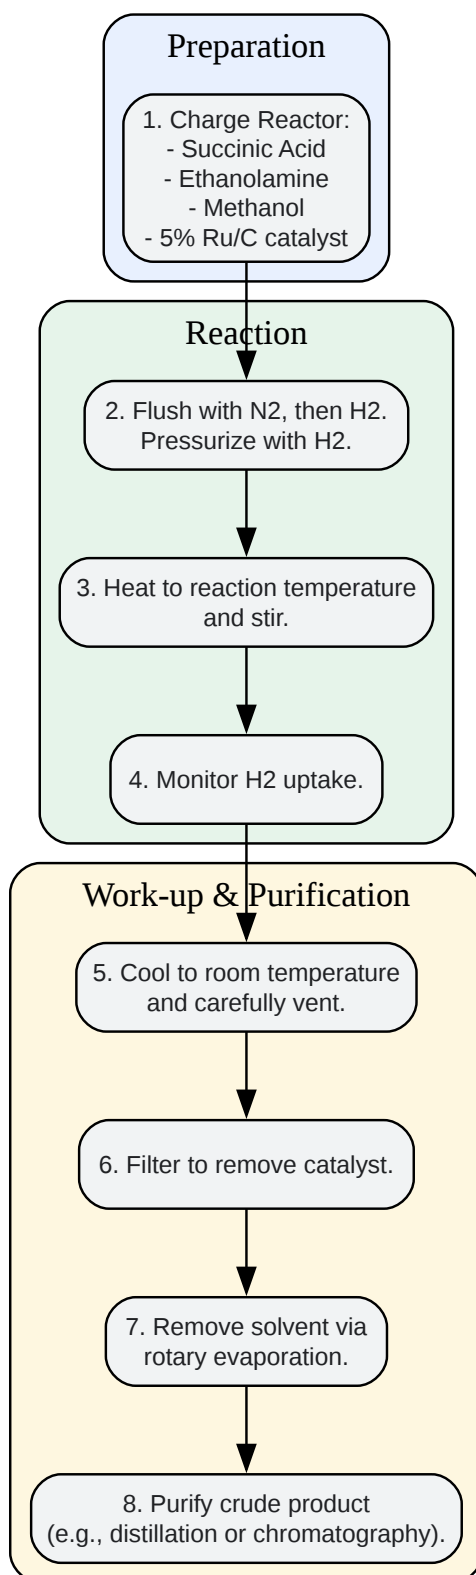 Preparation
1. Charge Reactor:
- Succinic Acid
- Ethanolamine
- Methanol
- 5% Ru/C catalyst
Reaction
2. Flush with N2, then H2.
Pressurize with H2.
3. Heat to reaction temperature
and stir.
4. Monitor H2 uptake.
Work-up & Purification
5. Cool to room temperature
and carefully vent.
6. Filter to remove catalyst.
7. Remove solvent via
rotary evaporation.
8. Purify crude product
(e.g., distillation or chromatography).